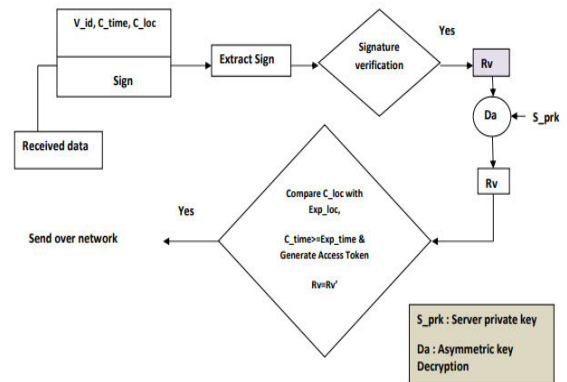 V_id, C_time, C_loc
Sign
Received data
Extract Sign
Signature
verification
Yes
Rv
Da
S_prk
Rv
Compare C_loc with
Exp_loc,
C_time>=Exp_time &
Generate Access Token
Rv=Rv'
Yes
Send over network
S_prk : Server private key
Da : Asymmetric key
Decryption